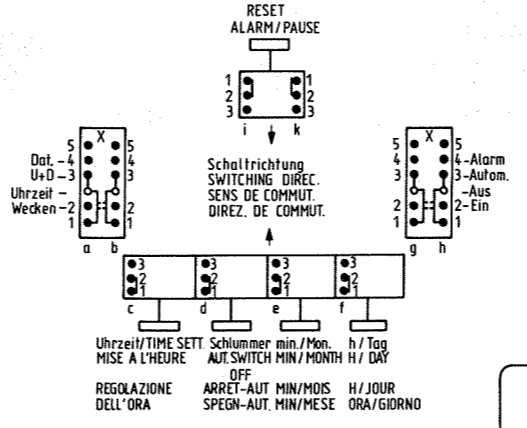 RESET
ALARM/PAUSE
1 1
2 2
3 3
i k
X
5 5
Dat. - 4 4
U+D - 3 3
Uhrzeit -
Wecken - 2 2
1 1
a b
Schaltrichtung
SWITCHING DIREC.
SENS DE COMMUT.
DIREZ. DE COMMUT.
X
5 5
4 4 - Alarm
3 3 - Autom.
- Aus
2 2 - Ein
1 1
g h
3 3 3 3
2 2 2 2
1 1 1 1
c d e f
Uhrzeit/TIME SETT. Schlummer min./Mon. h / Tag
MISE A L'HEURE AUT.SWITCH MIN/MONTH H / DAY
OFF
REGOLAZIONE ARRET-AUT MIN/MOIS H / JOUR
DELL'ORA SPEGN-AUT. MIN/MESE ORA/GIORNO